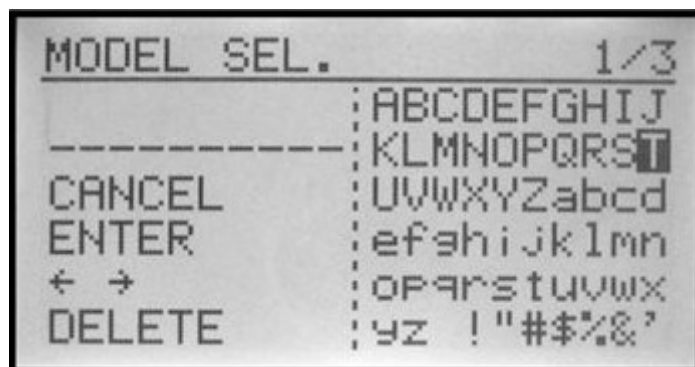 MODEL SEL. 1/3
ABCDEFGHIJ
---------- KLMNOPQRST
CANCEL UVWXYZabcd
ENTER efghijklmn
← → opqrstuvwx
DELETE yz !"#$%&'